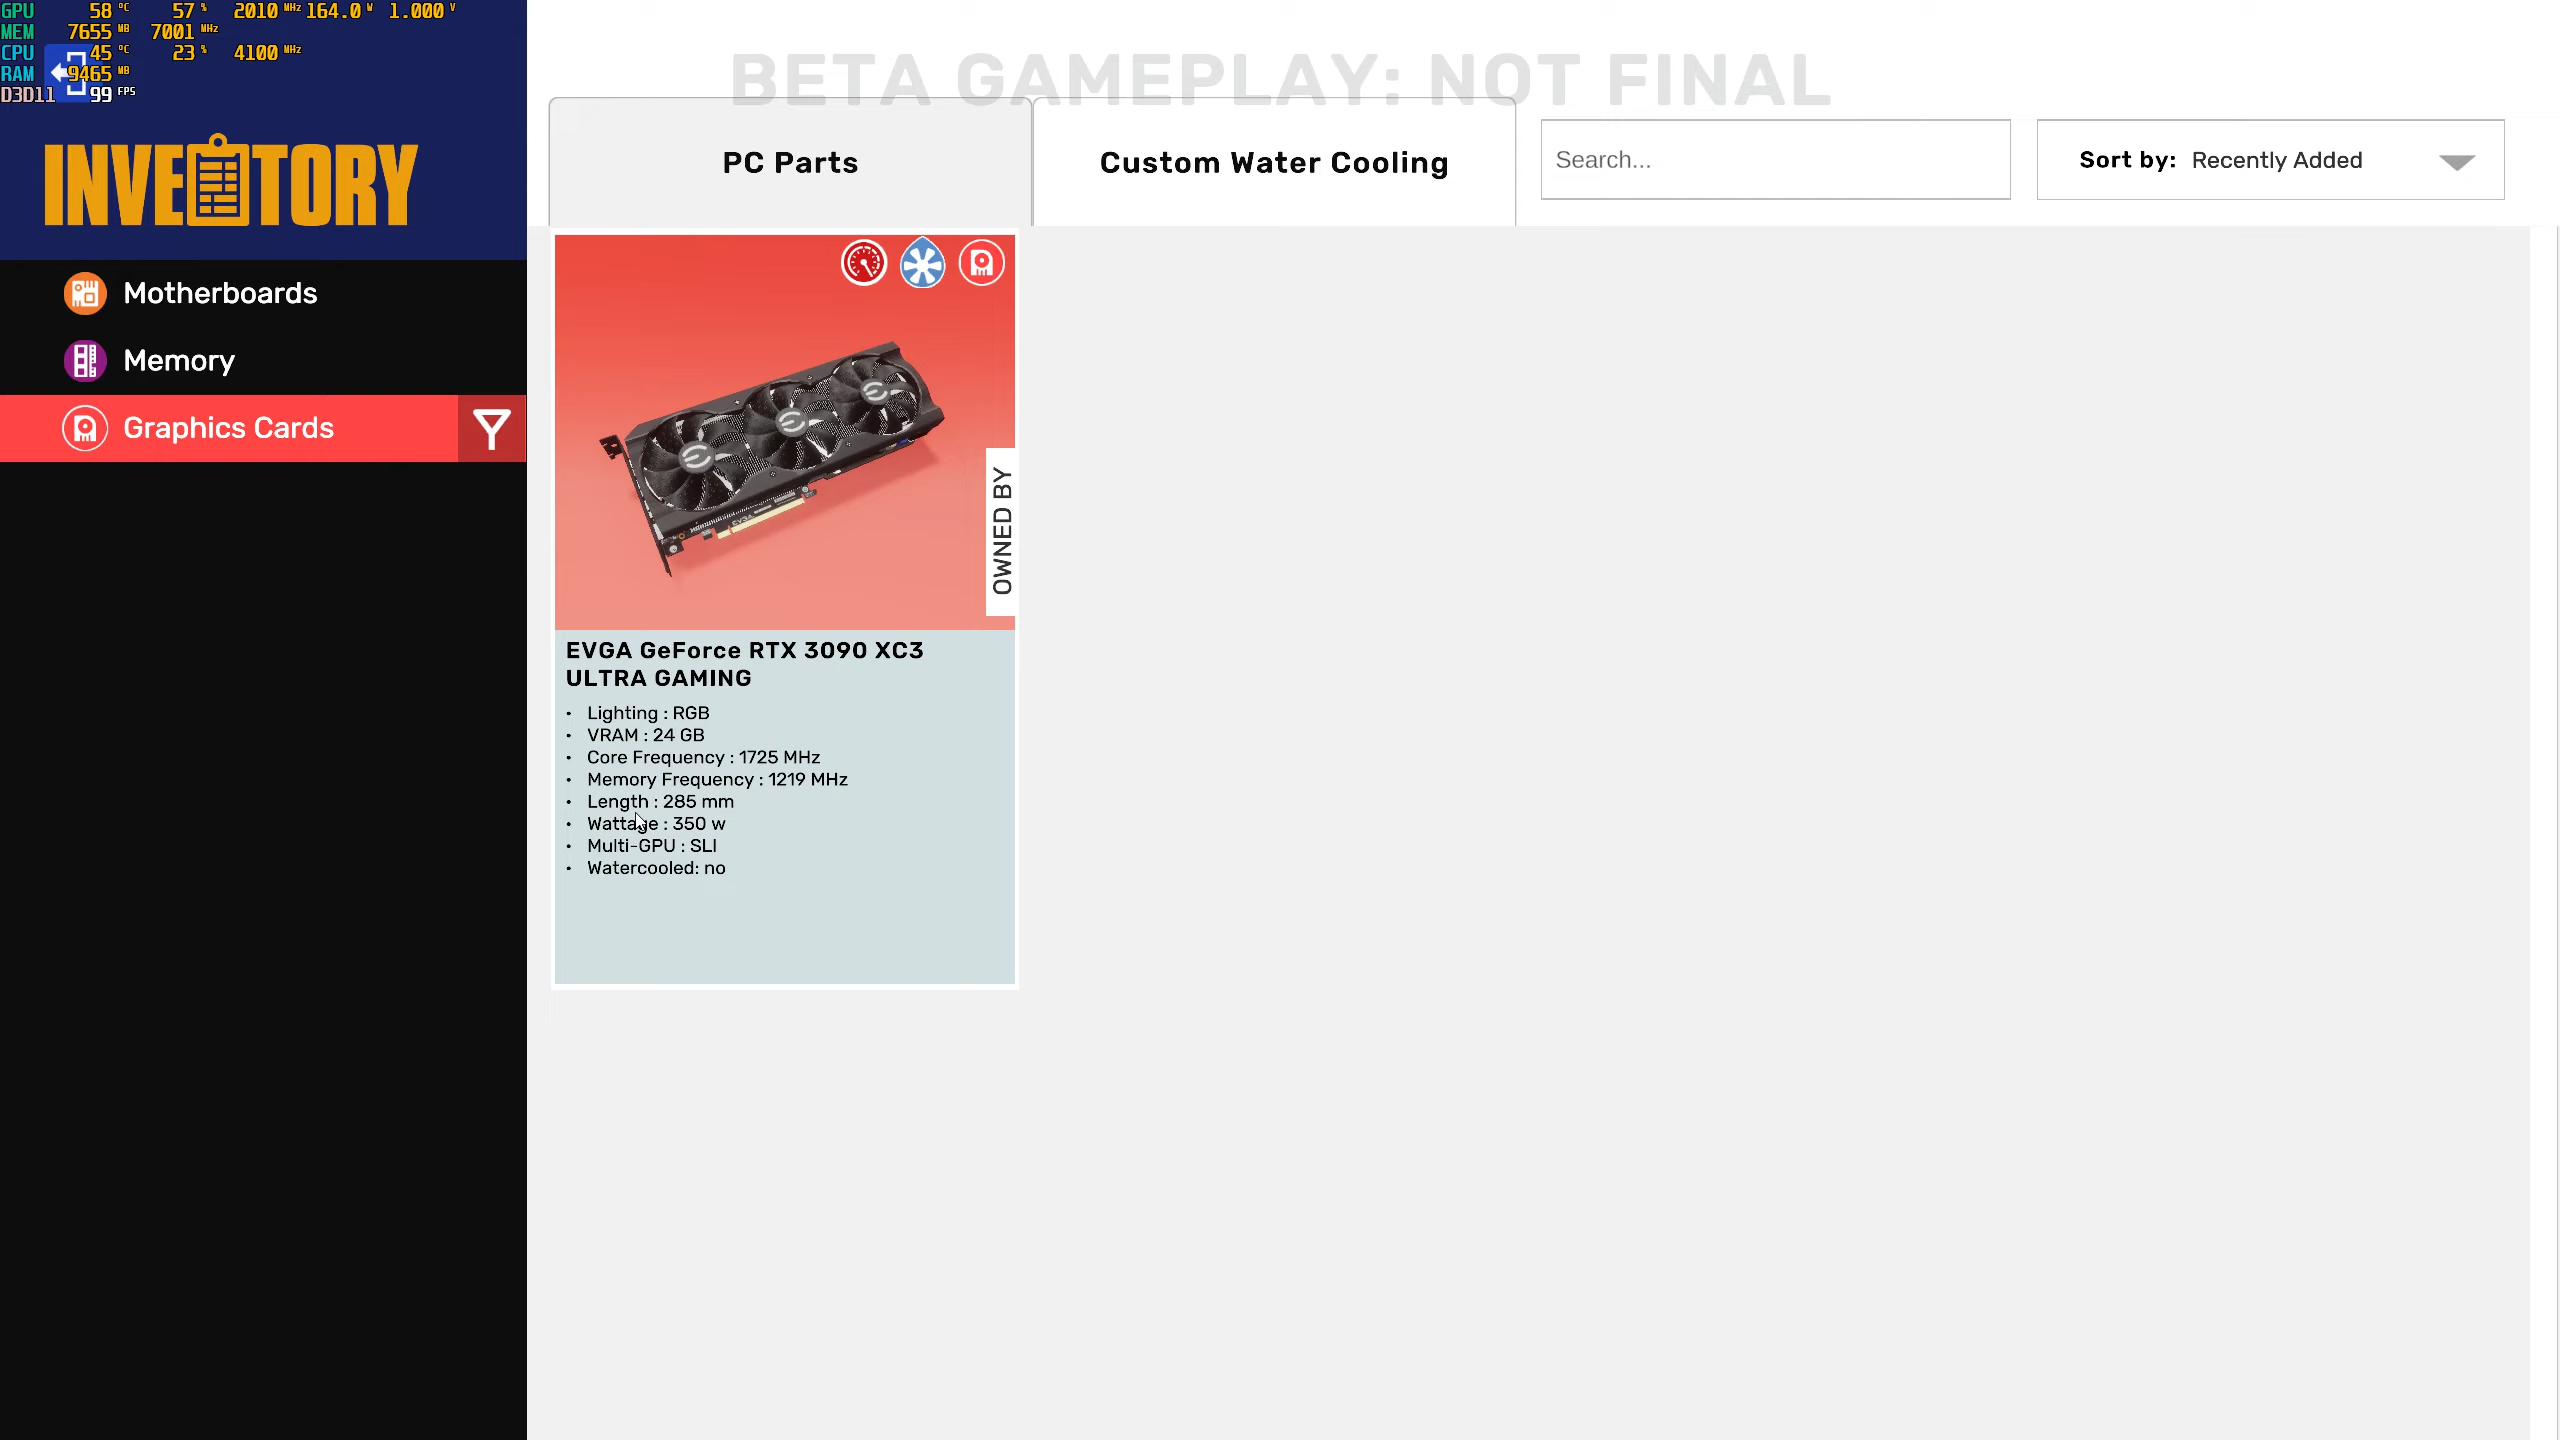 GPU 58 °C 57 % 2010 MHz 164.0 W 1.000 V
MEM 7655 MB 7001 MHz
CPU 45 °C 23 % 4100 MHz
RAM 9465 MB
D3D11 99 FPS
BETA GAMEPLAY: NOT FINAL
INVENTORY
PC Parts
Custom Water Cooling
Search...
Sort by: Recently Added
Motherboards
Memory
Graphics Cards
OWNED BY
EVGA GeForce RTX 3090 XC3
ULTRA GAMING
• Lighting : RGB
• VRAM : 24 GB
• Core Frequency : 1725 MHz
• Memory Frequency : 1219 MHz
• Length : 285 mm
• Wattage : 350 w
• Multi-GPU : SLI
• Watercooled: no
EVGA